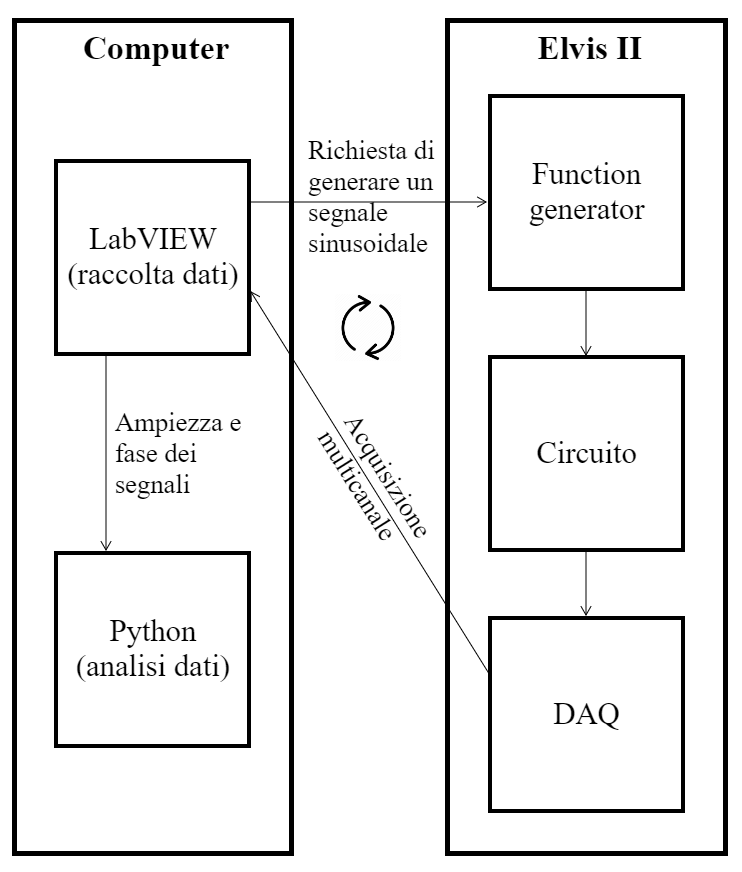 Computer
LabVIEW
(raccolta dati)
Ampiezza e
fase dei
segnali
Python
(analisi dati)
Richiesta di
generare un
segnale
sinusoidale
Acquisizione
multicanale
Elvis II
Function
generator
Circuito
DAQ